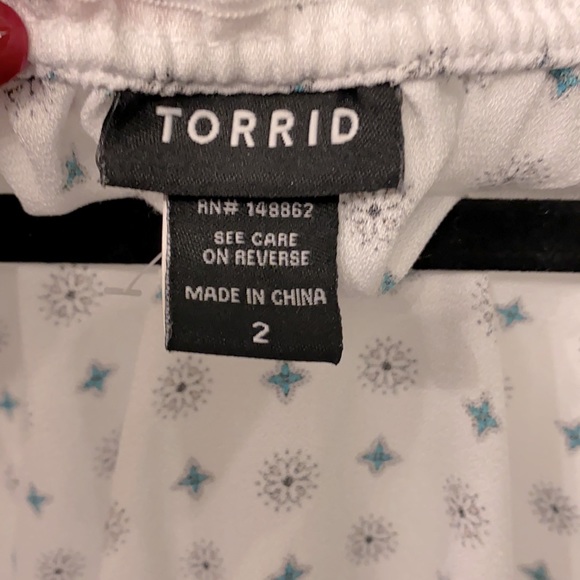 TORRID
RN# 148862
SEE CARE
ON REVERSE
MADE IN CHINA
2